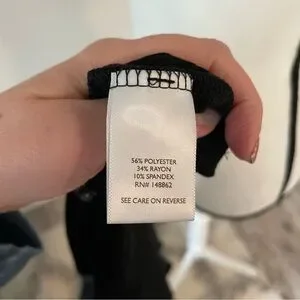 56% POLYESTER
34% RAYON
10% SPANDEX
RN# 148862
SEE CARE ON REVERSE